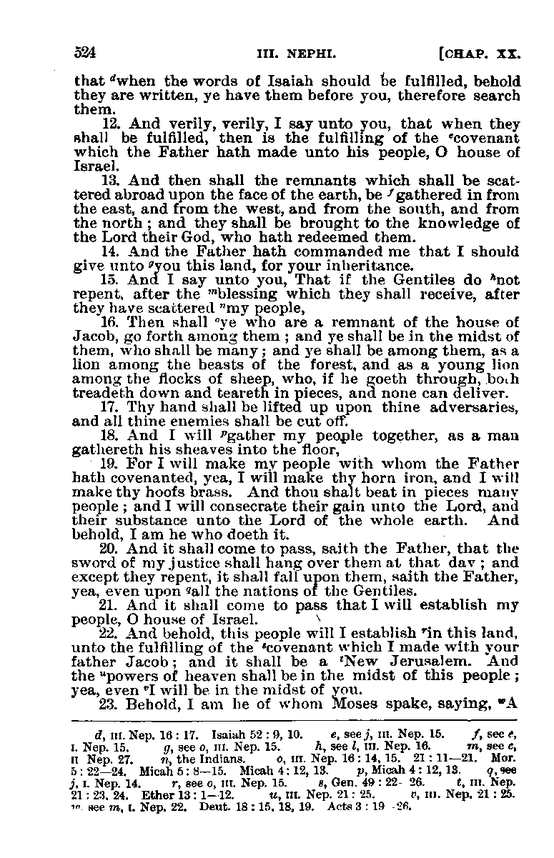 524 III. NEPHI. [CHAP. XX.
that dwhen the words of Isaiah should be fulfilled, behold
they are written, ye have them before you, therefore search
them.
12. And verily, verily, I say unto you, that when they
shall be fulfilled, then is the fulfilling of the ecovenant
which the Father hath made unto his people, O house of
Israel.
13. And then shall the remnants which shall be scat-
tered abroad upon the face of the earth, be fgathered in from
the east, and from the west, and from the south, and from
the north; and they shall be brought to the knowledge of
the Lord their God, who hath redeemed them.
14. And the Father hath commanded me that I should
give unto gyou this land, for your inheritance.
15. And I say unto you, That if the Gentiles do hnot
repent, after the mblessing which they shall receive, after
they have scattered nmy people,
16. Then shall oye who are a remnant of the house of
Jacob, go forth among them; and ye shall be in the midst of
them, who shall be many; and ye shall be among them, as a
lion among the beasts of the forest, and as a young lion
among the flocks of sheep, who, if he goeth through, both
treadeth down and teareth in pieces, and none can deliver.
17. Thy hand shall be lifted up upon thine adversaries,
and all thine enemies shall be cut off.
18. And I will pgather my people together, as a man
gathereth his sheaves into the floor,
19. For I will make my people with whom the Father
hath covenanted, yea, I will make thy horn iron, and I will
make thy hoofs brass. And thou shalt beat in pieces many
people; and I will consecrate their gain unto the Lord, and
their substance unto the Lord of the whole earth. And
behold, I am he who doeth it.
20. And it shall come to pass, saith the Father, that the
sword of my justice shall hang over them at that day; and
except they repent, it shall fall upon them, saith the Father,
yea, even upon qall the nations of the Gentiles.
21. And it shall come to pass that I will establish my
people, O house of Israel.
22. And behold, this people will I establish rin this land,
unto the fulfilling of the scovenant which I made with your
father Jacob; and it shall be a tNew Jerusalem. And
the upowers of heaven shall be in the midst of this people;
yea, even vI will be in the midst of you.
23. Behold, I am he of whom Moses spake, saying, wA
d, III. Nep. 16:17. Isaiah 52:9, 10. e, see j, III. Nep. 15. f, see e,
I. Nep. 15. g, see o, III. Nep. 15. h, see l, III. Nep. 16. m, see c,
II Nep. 27. n, the Indians. o, III. Nep. 16:14, 15. 21:11—21. Mor.
5:22—24. Micah 5:8—15. Micah 4:12, 13. p, Micah 4:12, 13. q, see
j, I. Nep. 14. r, see o, III. Nep. 15. s, Gen. 49:22-26. t, III. Nep.
21:23, 24. Ether 13:1—12. u, III. Nep. 21:25. v, III. Nep. 21:25.
w, see m, I. Nep. 22. Deut. 18:15, 18, 19. Acts 3:19-26.